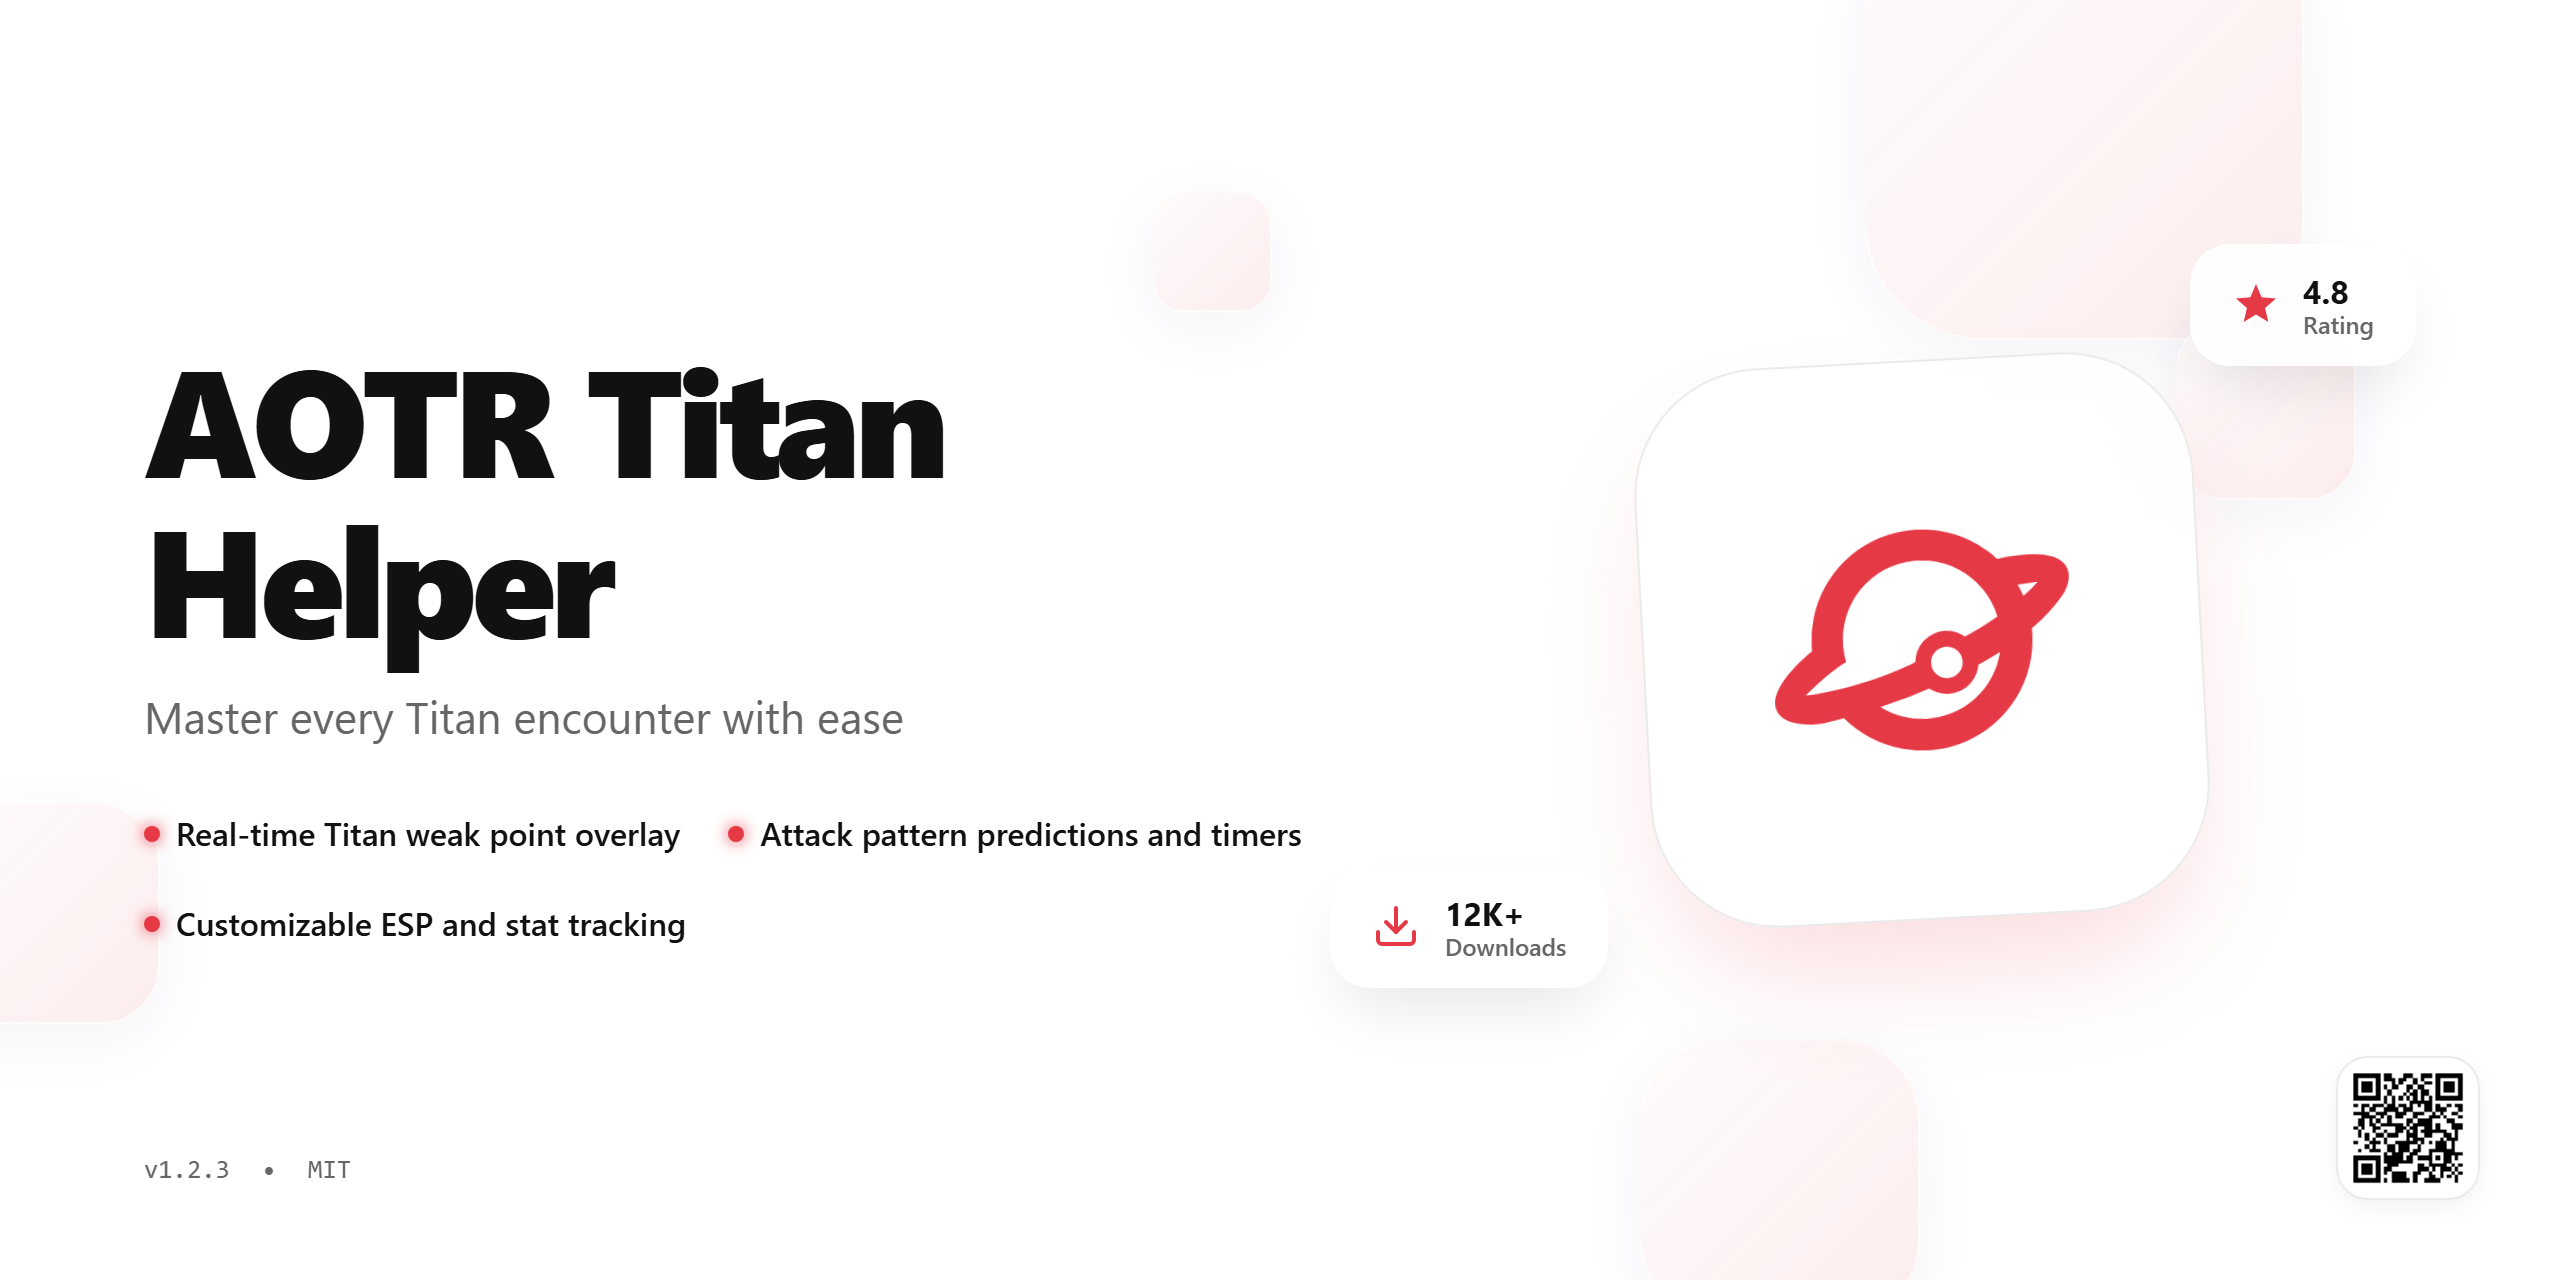 AOTR Titan
Helper
Master every Titan encounter with ease
Real-time Titan weak point overlay
Attack pattern predictions and timers
Customizable ESP and stat tracking
4.8
Rating
12K+
Downloads
v1.2.3 • MIT